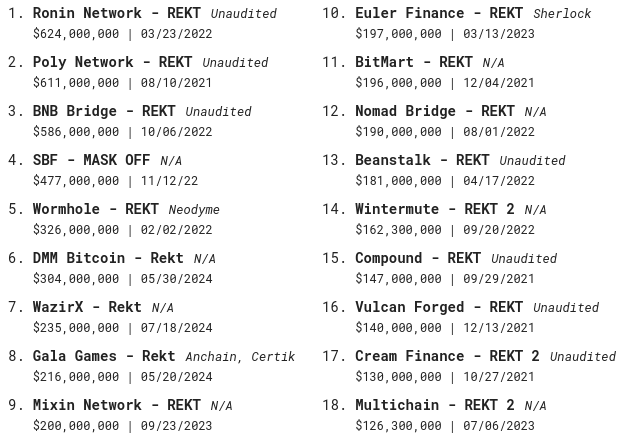 1. Ronin Network - REKT Unaudited
$624,000,000 | 03/23/2022
2. Poly Network - REKT Unaudited
$611,000,000 | 08/10/2021
3. BNB Bridge - REKT Unaudited
$586,000,000 | 10/06/2022
4. SBF - MASK OFF N/A
$477,000,000 | 11/12/22
5. Wormhole - REKT Neodyme
$326,000,000 | 02/02/2022
6. DMM Bitcoin - Rekt N/A
$304,000,000 | 05/30/2024
7. WazirX - Rekt N/A
$235,000,000 | 07/18/2024
8. Gala Games - Rekt Anchain, Certik
$216,000,000 | 05/20/2024
9. Mixin Network - REKT N/A
$200,000,000 | 09/23/2023
10. Euler Finance - REKT Sherlock
$197,000,000 | 03/13/2023
11. BitMart - REKT N/A
$196,000,000 | 12/04/2021
12. Nomad Bridge - REKT N/A
$190,000,000 | 08/01/2022
13. Beanstalk - REKT Unaudited
$181,000,000 | 04/17/2022
14. Wintermute - REKT 2 N/A
$162,300,000 | 09/20/2022
15. Compound - REKT Unaudited
$147,000,000 | 09/29/2021
16. Vulcan Forged - REKT Unaudited
$140,000,000 | 12/13/2021
17. Cream Finance - REKT 2 Unaudited
$130,000,000 | 10/27/2021
18. Multichain - REKT 2 N/A
$126,300,000 | 07/06/2023